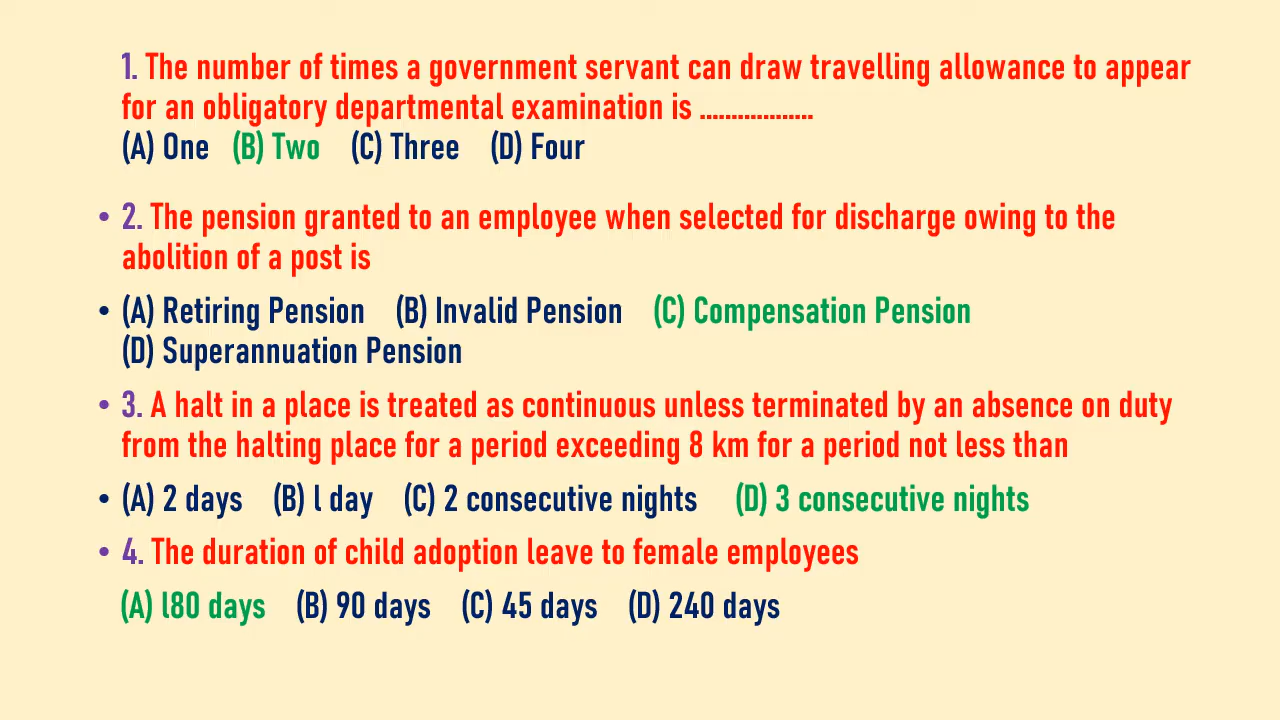 1. The number of times a government servant can draw travelling allowance to appear
for an obligatory departmental examination is ..................
(A) One (B) Two (C) Three (D) Four
• 2. The pension granted to an employee when selected for discharge owing to the
abolition of a post is
• (A) Retiring Pension (B) Invalid Pension (C) Compensation Pension
(D) Superannuation Pension
• 3. A halt in a place is treated as continuous unless terminated by an absence on duty
from the halting place for a period exceeding 8 km for a period not less than
• (A) 2 days (B) l day (C) 2 consecutive nights (D) 3 consecutive nights
• 4. The duration of child adoption leave to female employees
(A) l80 days (B) 90 days (C) 45 days (D) 240 days